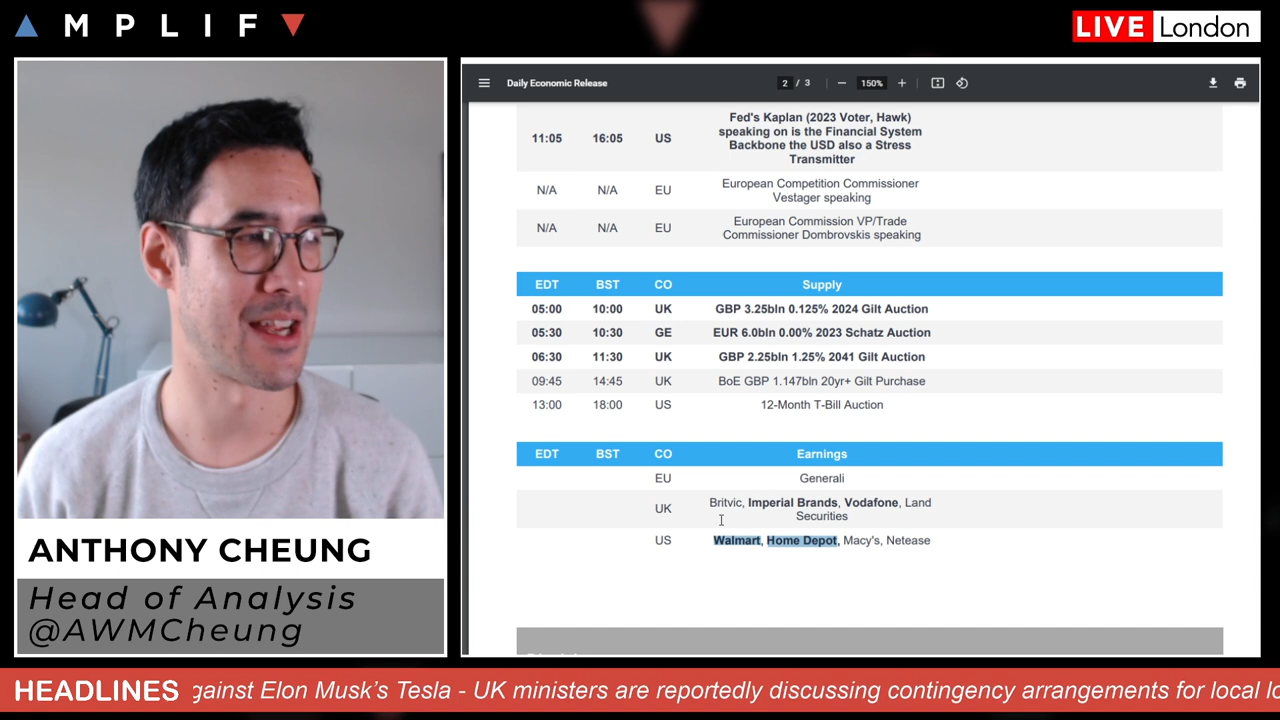 AMPLIFY
LIVE London
Daily Economic Release
2 / 3
150%
11:05 16:05 US Fed's Kaplan (2023 Voter, Hawk)
speaking on is the Financial System
Backbone the USD also a Stress
Transmitter
N/A N/A EU European Competition Commissioner
Vestager speaking
N/A N/A EU European Commission VP/Trade
Commissioner Dombrovskis speaking
EDT BST CO Supply
05:00 10:00 UK GBP 3.25bln 0.125% 2024 Gilt Auction
05:30 10:30 GE EUR 6.0bln 0.00% 2023 Schatz Auction
06:30 11:30 UK GBP 2.25bln 1.25% 2041 Gilt Auction
09:45 14:45 UK BoE GBP 1.147bln 20yr+ Gilt Purchase
13:00 18:00 US 12-Month T-Bill Auction
EDT BST CO Earnings
EU Generali
UK Britvic, Imperial Brands, Vodafone, Land
Securities
US Walmart, Home Depot, Macy's, Netease
ANTHONY CHEUNG
Head of Analysis
@AWMCheung
HEADLINES gainst Elon Musk's Tesla - UK ministers are reportedly discussing contingency arrangements for local lo